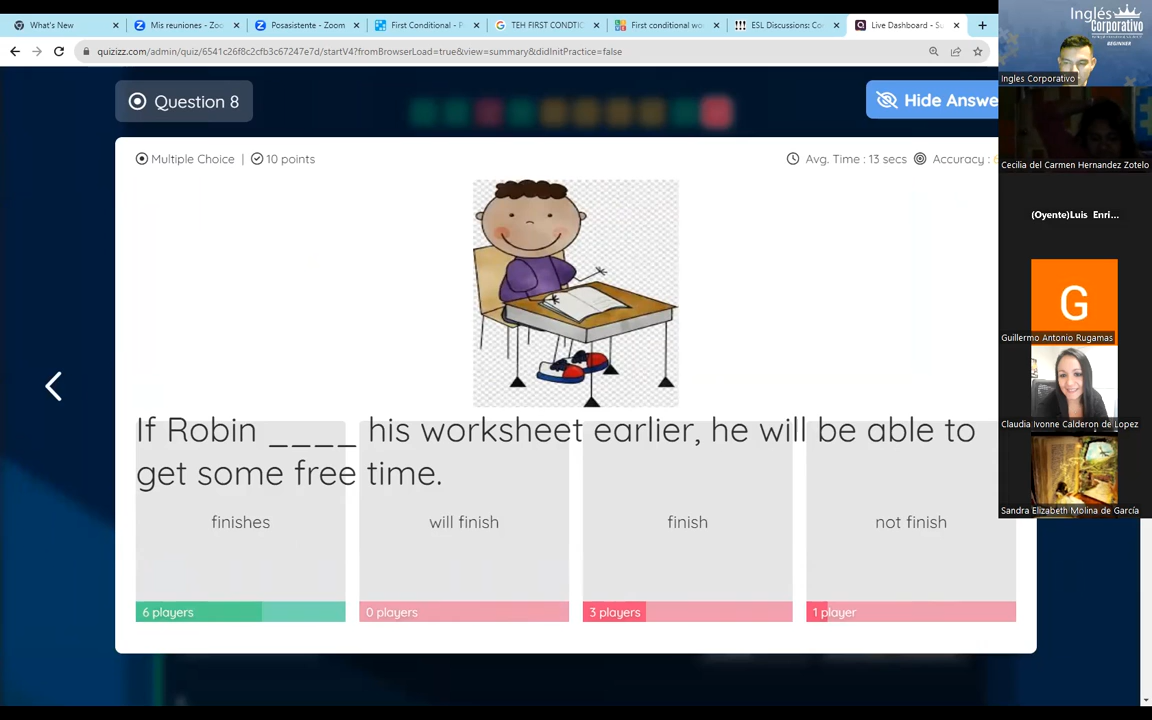 What's New
Mis reuniones - Zoo
Posasistente - Zoom
First Conditional - P
TEH FIRST CONDTIC
First conditional wo
ESL Discussions: Co
Live Dashboard - Su
quizizz.com/admin/quiz/6541c26f8c2cfb3c67247e7d/startV4?fromBrowserLoad=true&view=summary&didInitPractice=false
Question 8
Hide Answe
Multiple Choice | 10 points
Avg. Time : 13 secs
Accuracy :
If Robin ____ his worksheet earlier, he will be able to
get some free time.
finishes
will finish
finish
not finish
6 players
0 players
3 players
1 player
Inglés
Corporativo
BEGINNER
Ingles Corporativo
Cecilia del Carmen Hernandez Zotelo
(Oyente)Luis Enri...
G
Guillermo Antonio Rugamas
Claudia Ivonne Calderon de Lopez
Sandra Elizabeth Molina de García